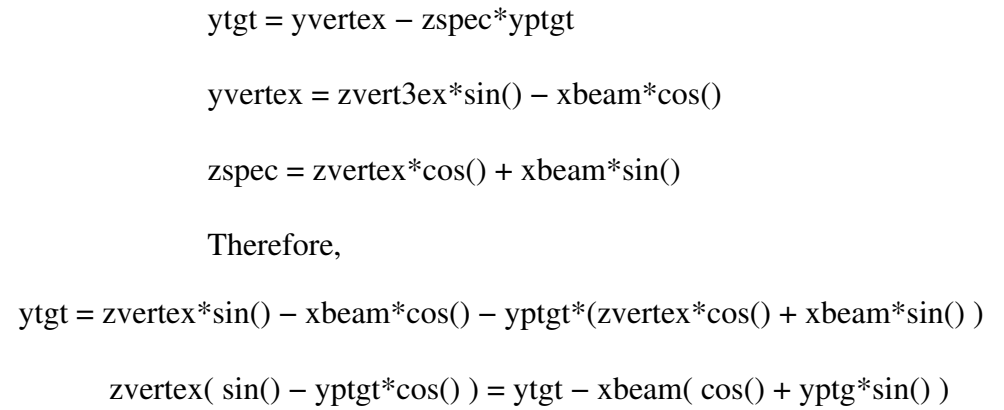 ytgt = yvertex − zspec*yptgt
yvertex = zvert3ex*sin() − xbeam*cos()
zspec = zvertex*cos() + xbeam*sin()
Therefore,
ytgt = zvertex*sin() − xbeam*cos() − yptgt*(zvertex*cos() + xbeam*sin() )
zvertex( sin() − yptgt*cos() ) = ytgt − xbeam( cos() + yptg*sin() )